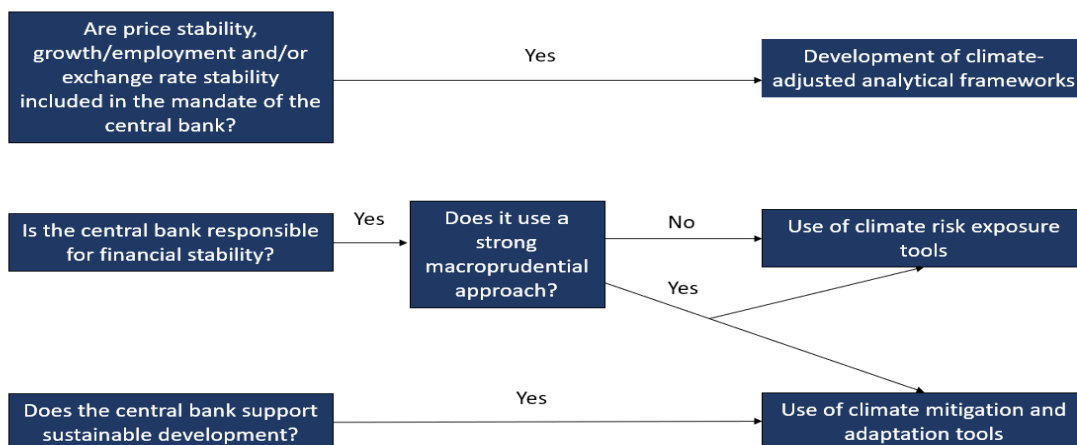 Are price stability,
growth/employment and/or
exchange rate stability
included in the mandate of the
central bank?
Yes
Development of climate-
adjusted analytical frameworks
Is the central bank responsible
for financial stability?
Yes
Does it use a
strong
macroprudential
approach?
No
Use of climate risk exposure
tools
Yes
Does the central bank support
sustainable development?
Yes
Use of climate mitigation and
adaptation tools